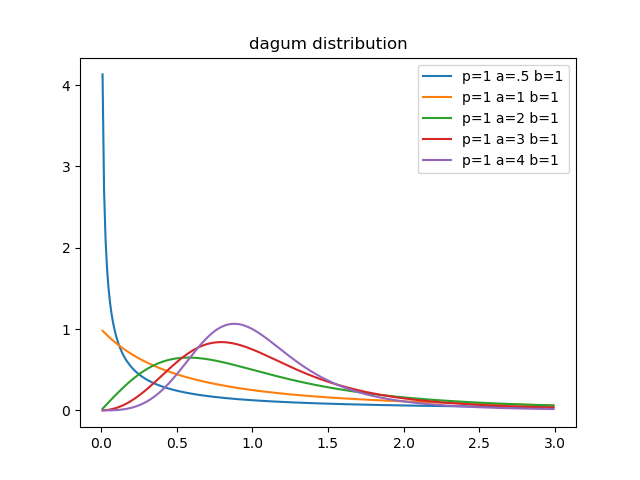 dagum distribution
p=1 a=.5 b=1
p=1 a=1 b=1
p=1 a=2 b=1
p=1 a=3 b=1
p=1 a=4 b=1
4
3
2
1
0
0.0 0.5 1.0 1.5 2.0 2.5 3.0